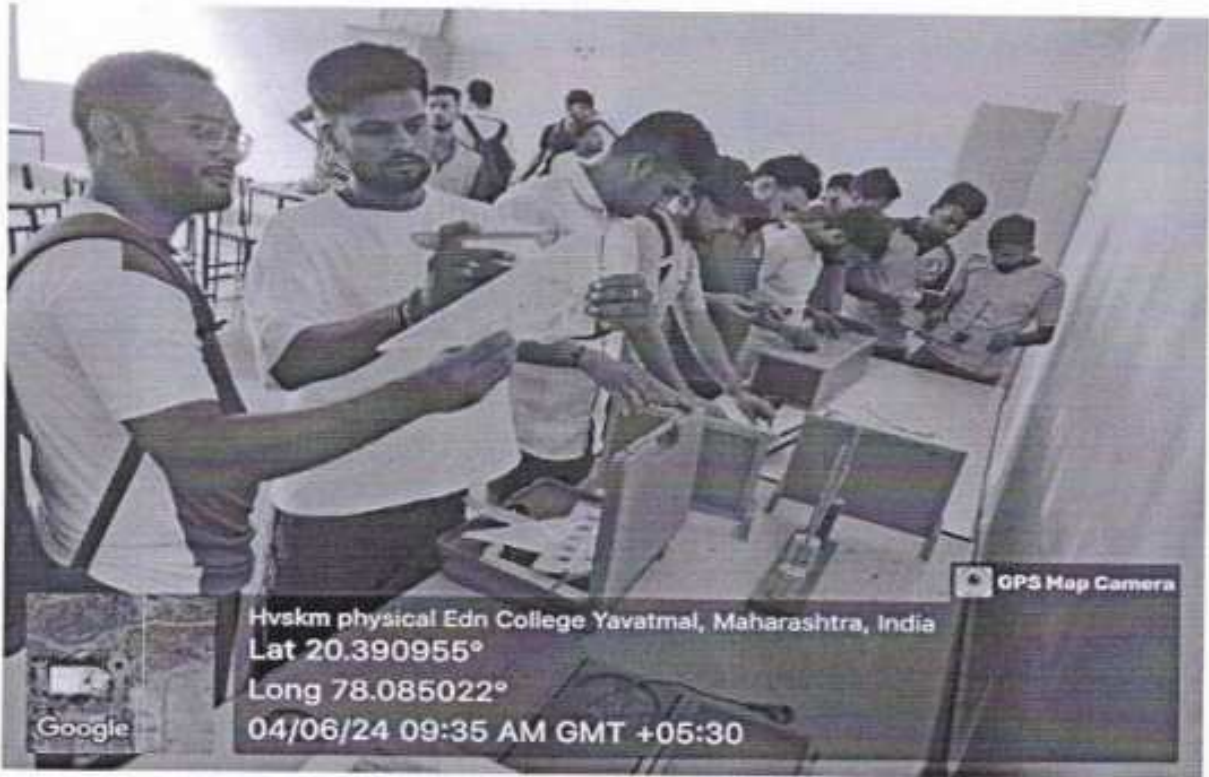 GPS Map Camera
Hvskm physical Edn College Yavatmal, Maharashtra, India
Lat 20.390955°
Long 78.085022°
04/06/24 09:35 AM GMT +05:30
Google